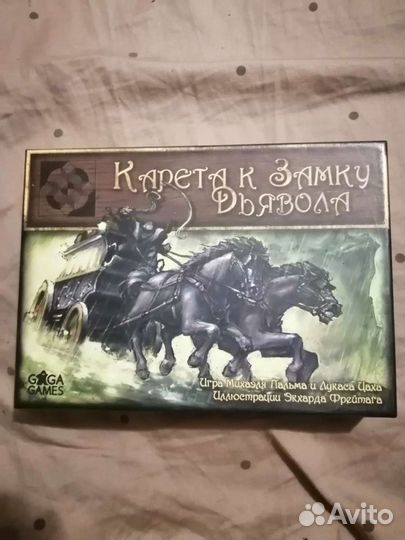 Карета к Замку
Дьявола
GAGA
GAMES
Игра Михаэля Пальма и Лукаса Цаха
Иллюстрации Экхарда Фрейтага
Avito